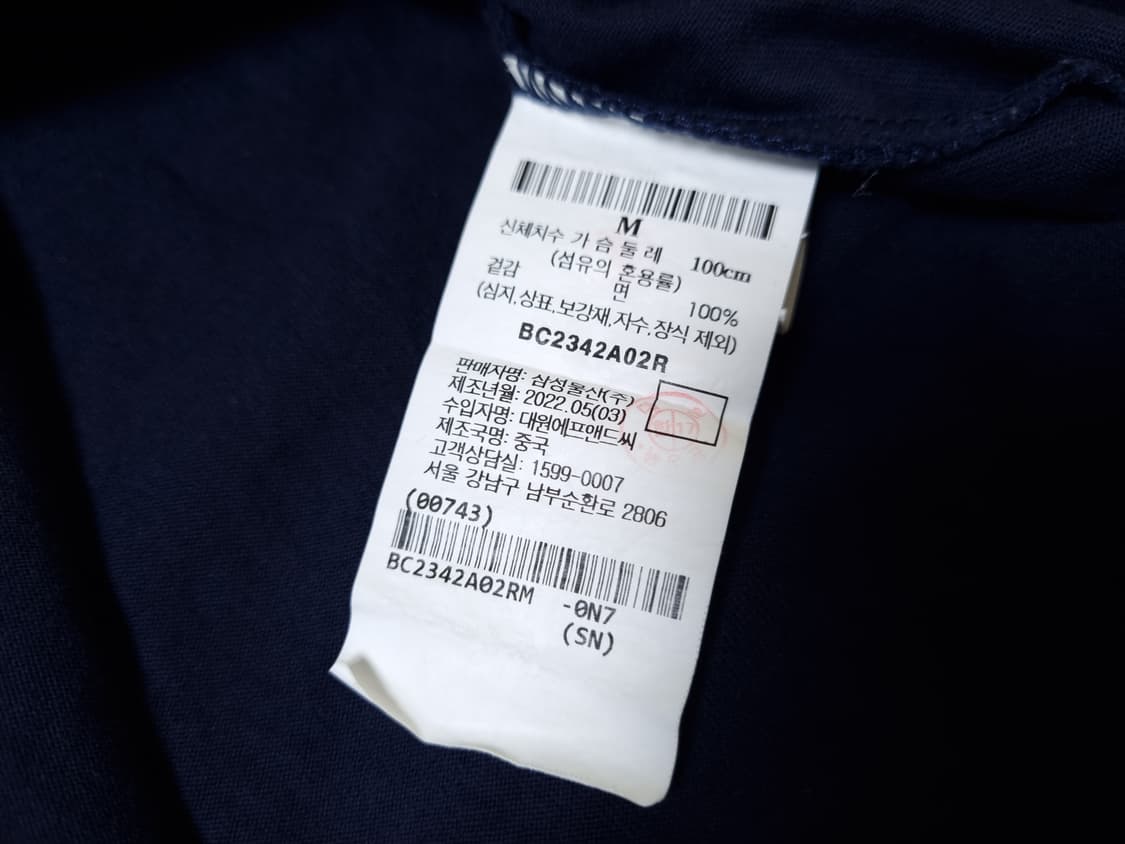 M
신체치수 가 슴 둘 레 100cm
(섬유의 혼용률)
겉감 면 100%
(심지,상표,보강재,자수,장식 제외)
BC2342A02R
판매자명: 삼성물산(주)
제조년월: 2022.05(03)
수입자명: 대원에프앤드씨
제조국명: 중국
고객상담실: 1599-0007
서울 강남구 남부순환로 2806
(00743)
BC2342A02RM -0N7
(SN)